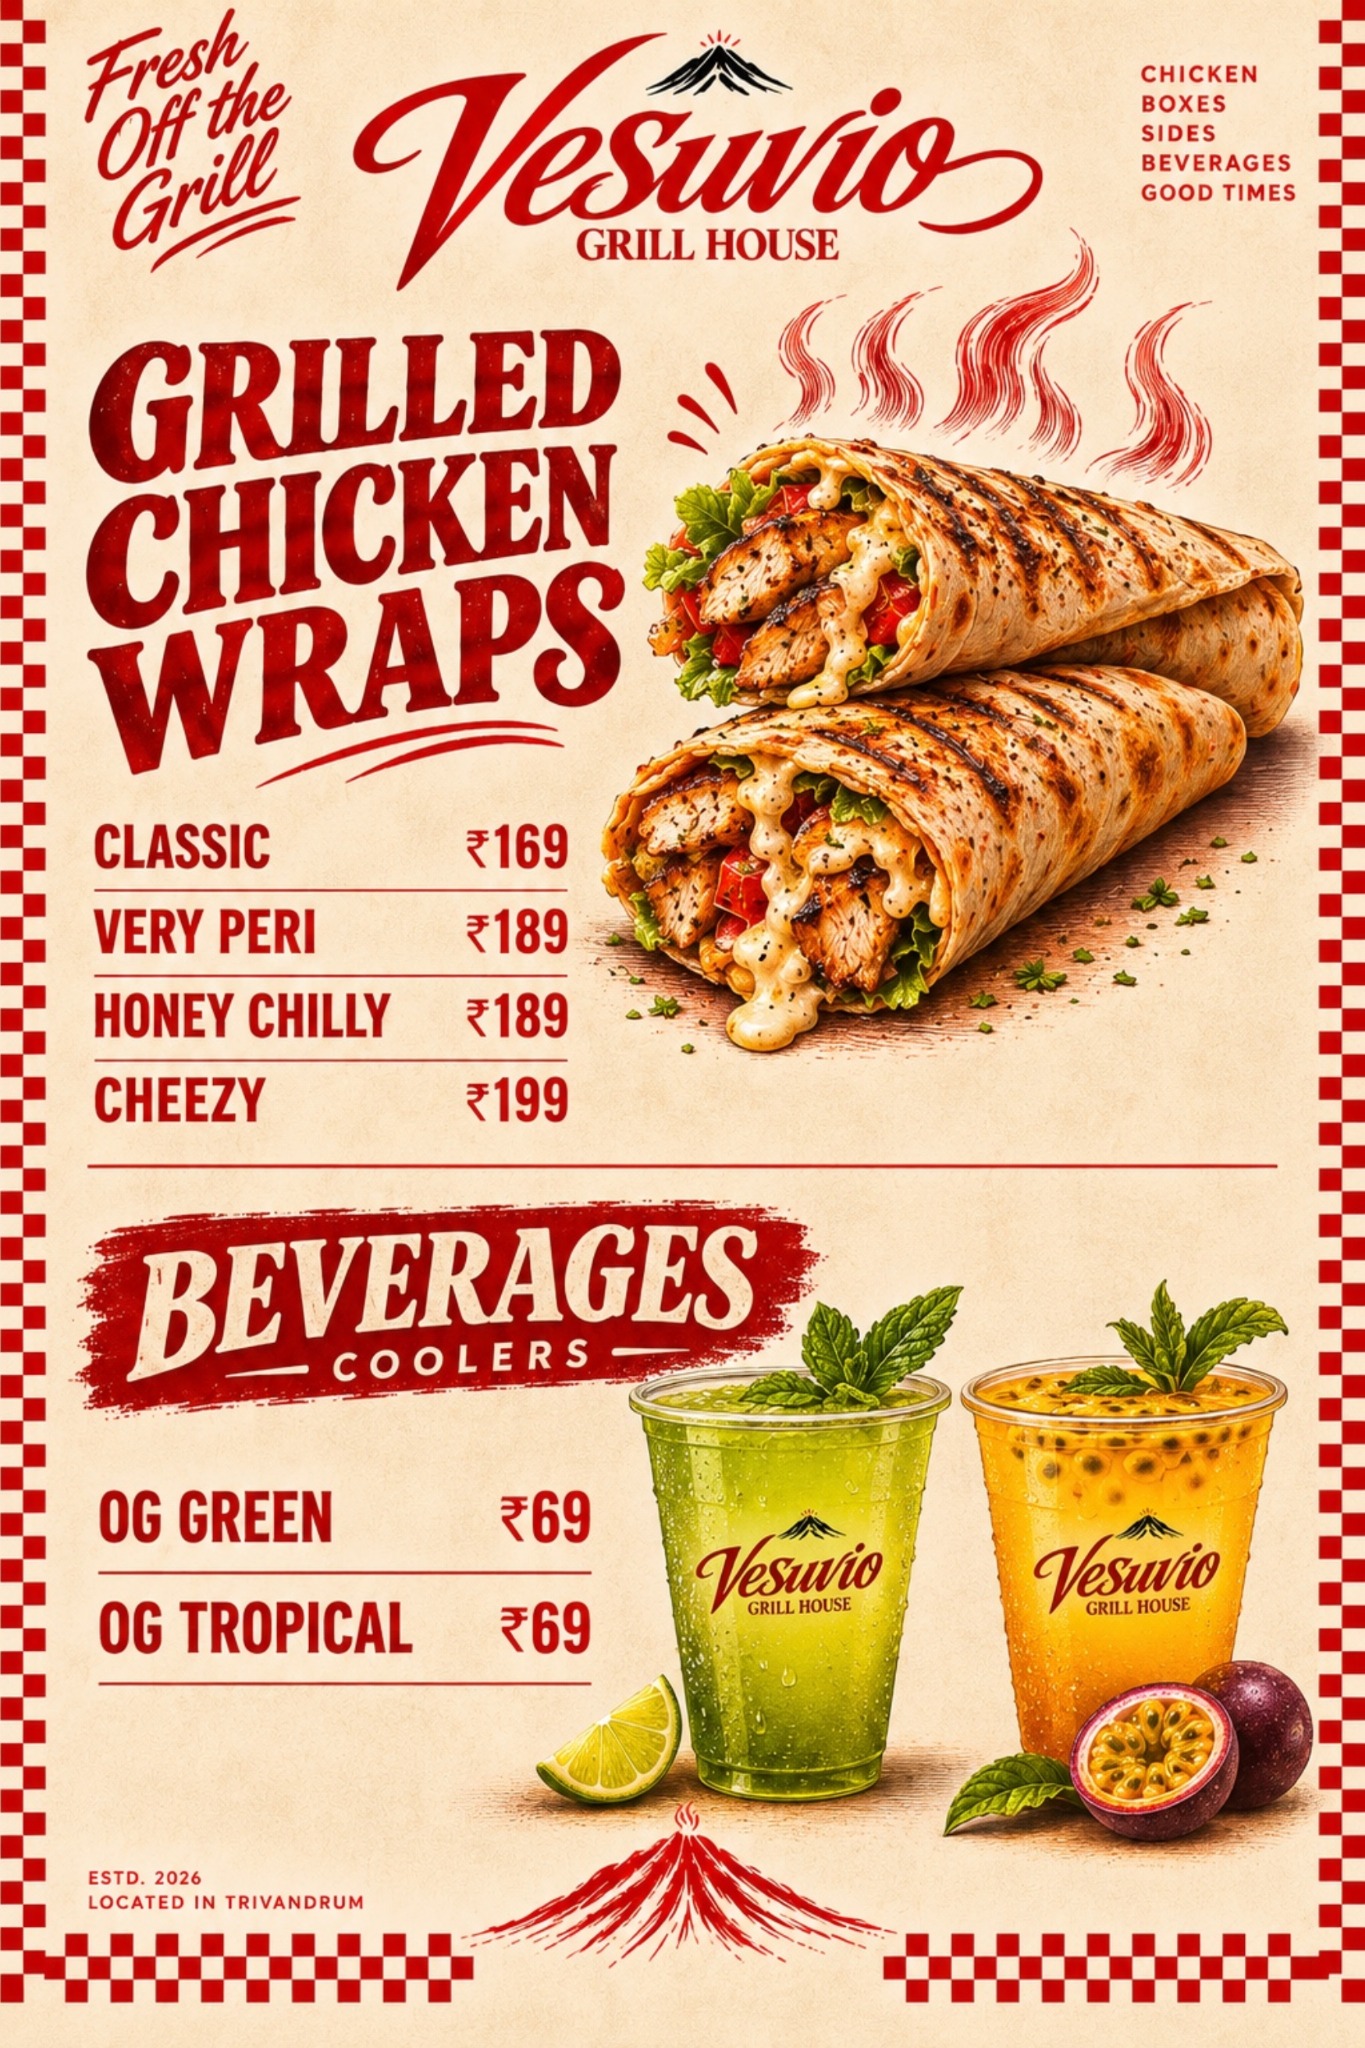 Fresh
Off the
Grill
Vesuvio
GRILL HOUSE
CHICKEN
BOXES
SIDES
BEVERAGES
GOOD TIMES
GRILLED
CHICKEN
WRAPS
CLASSIC ₹169
VERY PERI ₹189
HONEY CHILLY ₹189
CHEEZY ₹199
BEVERAGES
COOLERS
OG GREEN ₹69
OG TROPICAL ₹69
Vesuvio
GRILL HOUSE
Vesuvio
GRILL HOUSE
ESTD. 2026
LOCATED IN TRIVANDRUM